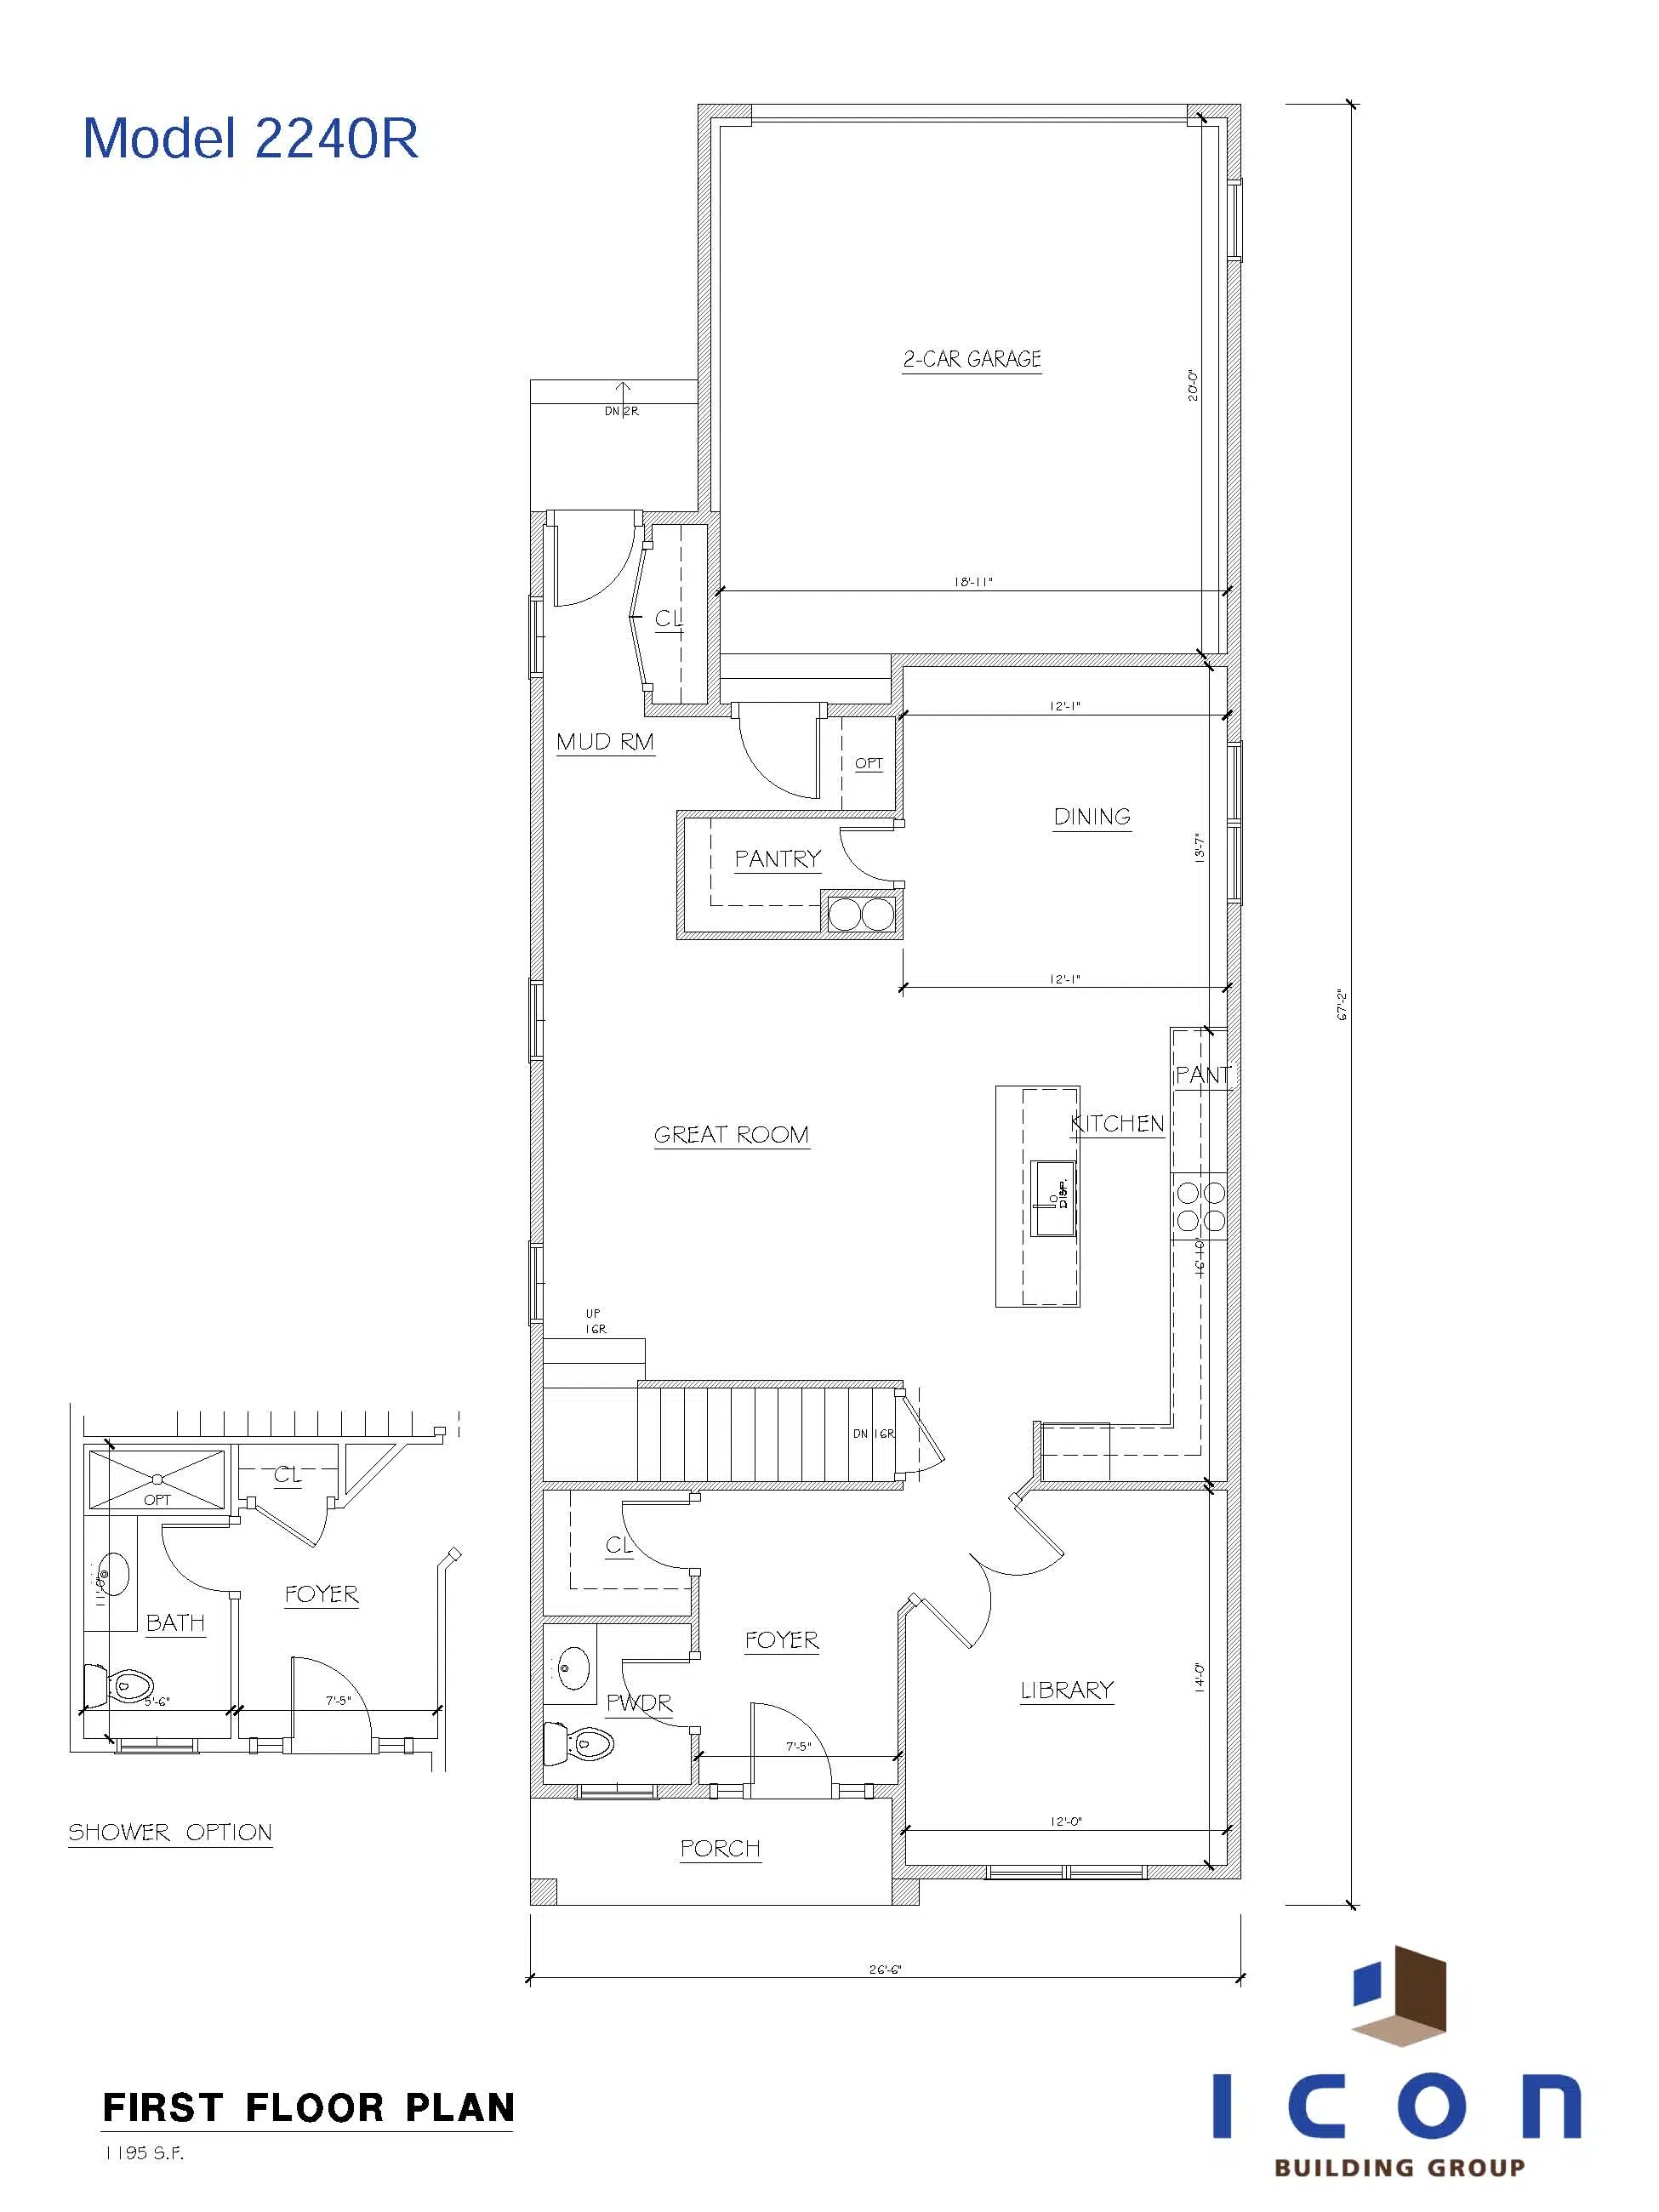 Model 2240R
2-CAR GARAGE
20'-0"
DN 2R
18'-11"
CL
12'-1"
MUD RM
OPT
DINING
13'-7"
PANTRY
12'-1"
67'-2"
PANT
KITCHEN
GREAT ROOM
DISP.
16'-10"
UP
16R
DN 16R
CL
OPT
CL
FOYER
11'-0"
BATH
5'-6"
7'-5"
SHOWER OPTION
FOYER
LIBRARY
14'-0"
PWDR
7'-5"
12'-0"
PORCH
26'-6"
FIRST FLOOR PLAN
1195 S.F.
ICON
BUILDING GROUP